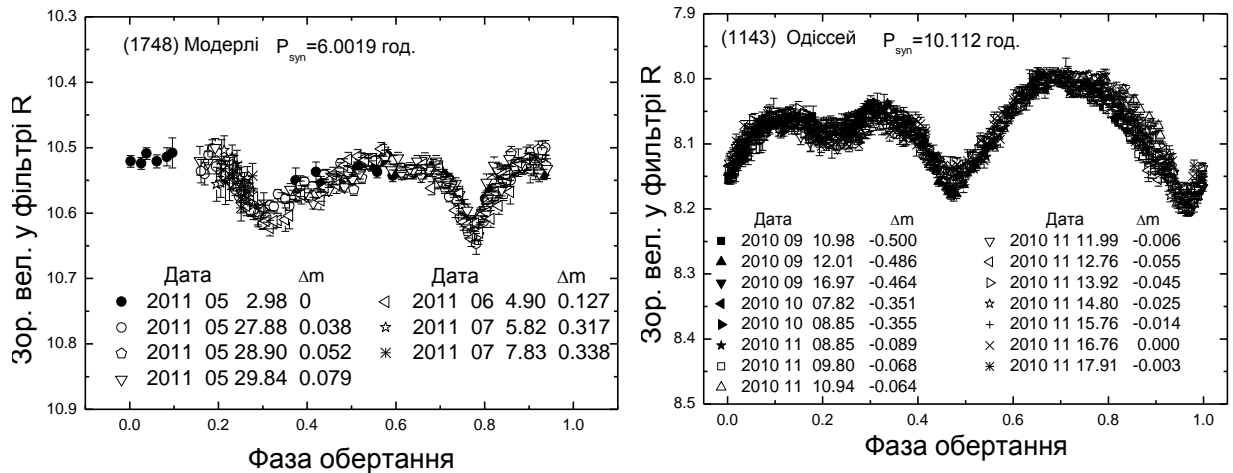 (1748) Модерлі P_syn=6.0019 год.
Зор. вел. у фільтрі R
10.3
10.4
10.5
10.6
10.7
10.8
10.9
Дата Δm Дата Δm
2011 05 2.98 0 2011 06 4.90 0.127
2011 05 27.88 0.038 2011 07 5.82 0.317
2011 05 28.90 0.052 2011 07 7.83 0.338
2011 05 29.84 0.079
0.0 0.2 0.4 0.6 0.8 1.0
Фаза обертання
(1143) Одіссей P_syn=10.112 год.
Зор. вел. у фильтрі R
7.9
8.0
8.1
8.2
8.3
8.4
8.5
Дата Δm Дата Δm
2010 09 10.98 -0.500 2010 11 11.99 -0.006
2010 09 12.01 -0.486 2010 11 12.76 -0.055
2010 09 16.97 -0.464 2010 11 13.92 -0.045
2010 10 07.82 -0.351 2010 11 14.80 -0.025
2010 10 08.85 -0.355 2010 11 15.76 -0.014
2010 11 08.85 -0.089 2010 11 16.76 0.000
2010 11 09.80 -0.068 2010 11 17.91 -0.003
2010 11 10.94 -0.064
0.0 0.2 0.4 0.6 0.8 1.0
Фаза обертання